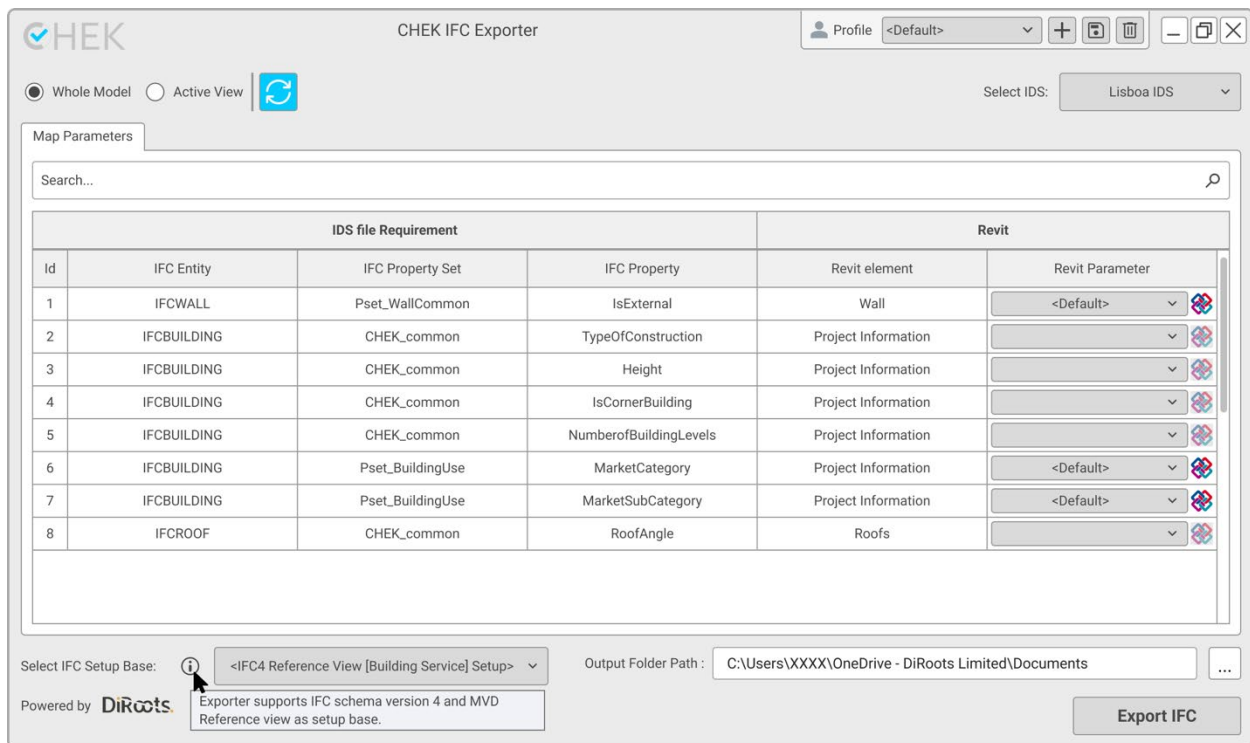 CHEK
CHEK IFC Exporter
Profile <Default>
Whole Model Active View
Select IDS: Lisboa IDS
Map Parameters
Search...
IDS file Requirement Revit
Id IFC Entity IFC Property Set IFC Property Revit element Revit Parameter
1 IFCWALL Pset_WallCommon IsExternal Wall <Default>
2 IFCBUILDING CHEK_common TypeOfConstruction Project Information
3 IFCBUILDING CHEK_common Height Project Information
4 IFCBUILDING CHEK_common IsCornerBuilding Project Information
5 IFCBUILDING CHEK_common NumberofBuildingLevels Project Information
6 IFCBUILDING Pset_BuildingUse MarketCategory Project Information <Default>
7 IFCBUILDING Pset_BuildingUse MarketSubCategory Project Information <Default>
8 IFCROOF CHEK_common RoofAngle Roofs
Select IFC Setup Base: <IFC4 Reference View [Building Service] Setup> Output Folder Path : C:\Users\XXXX\OneDrive - DiRoots Limited\Documents ...
Powered by DiRoots.
Exporter supports IFC schema version 4 and MVD
Reference view as setup base.
Export IFC